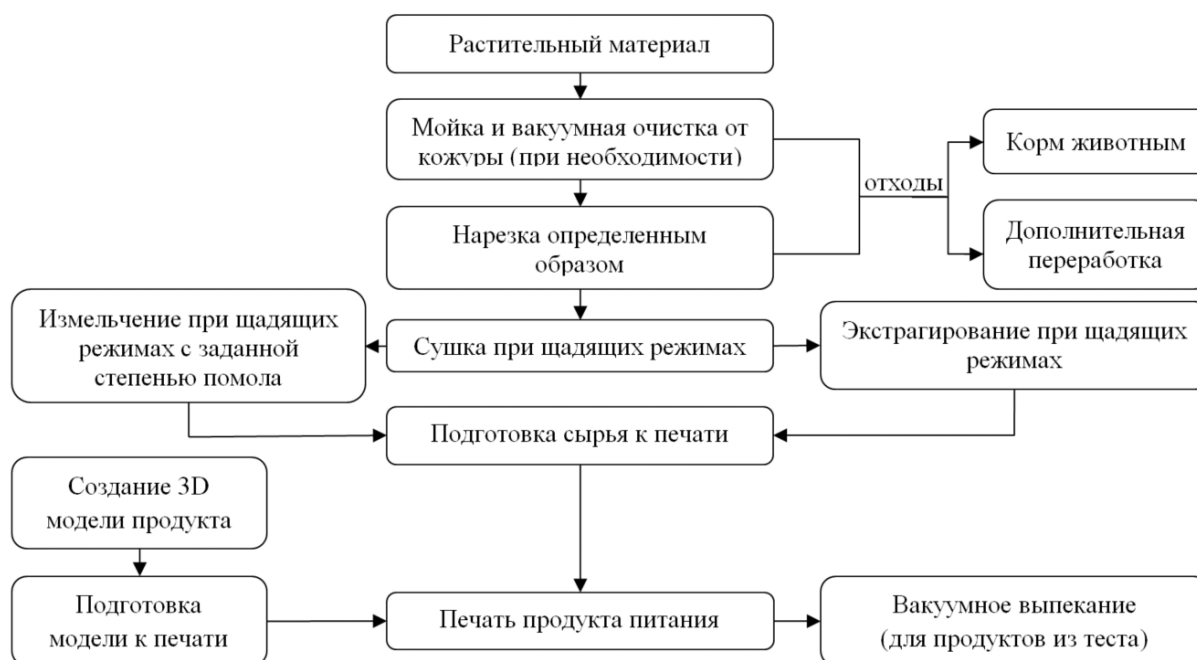 Растительный материал
Мойка и вакуумная очистка от
кожуры (при необходимости)
отходы
Корм животным
Нарезка определенным
образом
Дополнительная
переработка
Измельчение при щадящих
режимах с заданной
степенью помола
Сушка при щадящих режимах
Экстрагирование при щадящих
режимах
Подготовка сырья к печати
Создание 3D
модели продукта
Подготовка
модели к печати
Печать продукта питания
Вакуумное выпекание
(для продуктов из теста)